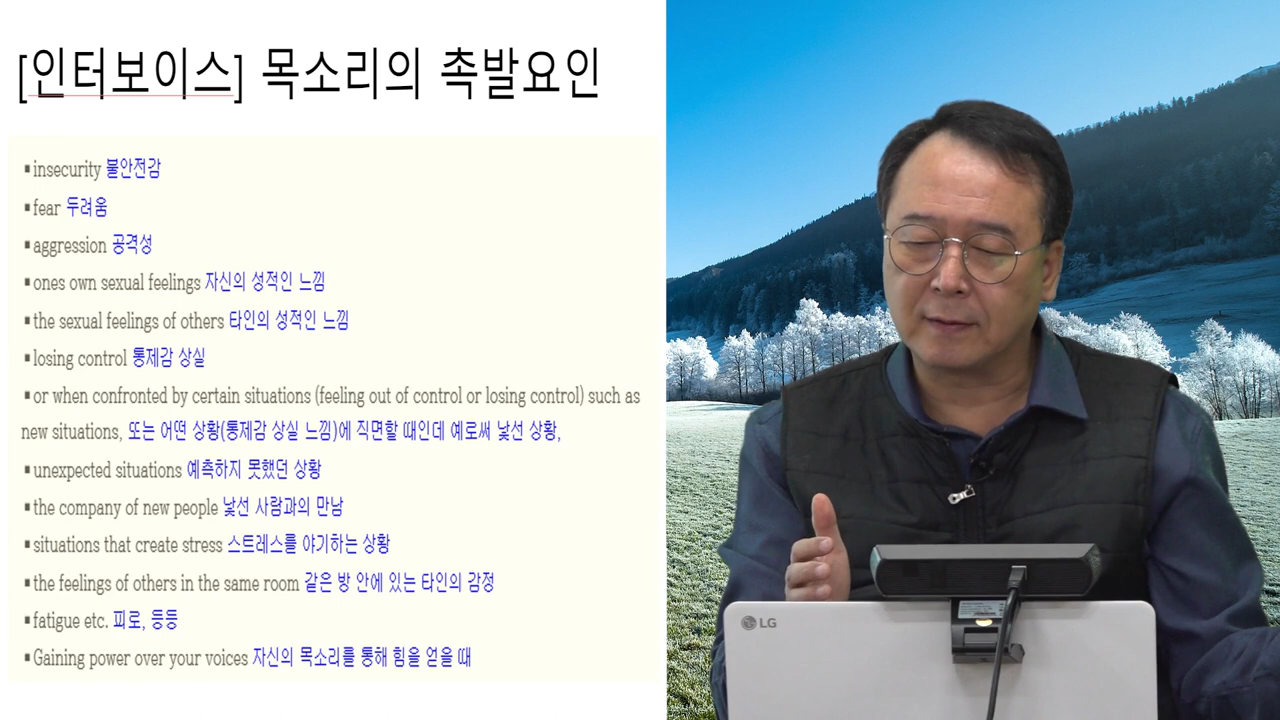 [인터보이스] 목소리의 촉발요인
▪insecurity 불안전감
▪fear 두려움
▪aggression 공격성
▪ones own sexual feelings 자신의 성적인 느낌
▪the sexual feelings of others 타인의 성적인 느낌
▪losing control 통제감 상실
▪or when confronted by certain situations (feeling out of control or losing control) such as
new situations, 또는 어떤 상황(통제감 상실 느낌)에 직면할 때인데 예로써 낯선 상황,
▪unexpected situations 예측하지 못했던 상황
▪the company of new people 낯선 사람과의 만남
▪situations that create stress 스트레스를 야기하는 상황
▪the feelings of others in the same room 같은 방 안에 있는 타인의 감정
▪fatigue etc. 피로, 등등
▪Gaining power over your voices 자신의 목소리를 통해 힘을 얻을 때
LG